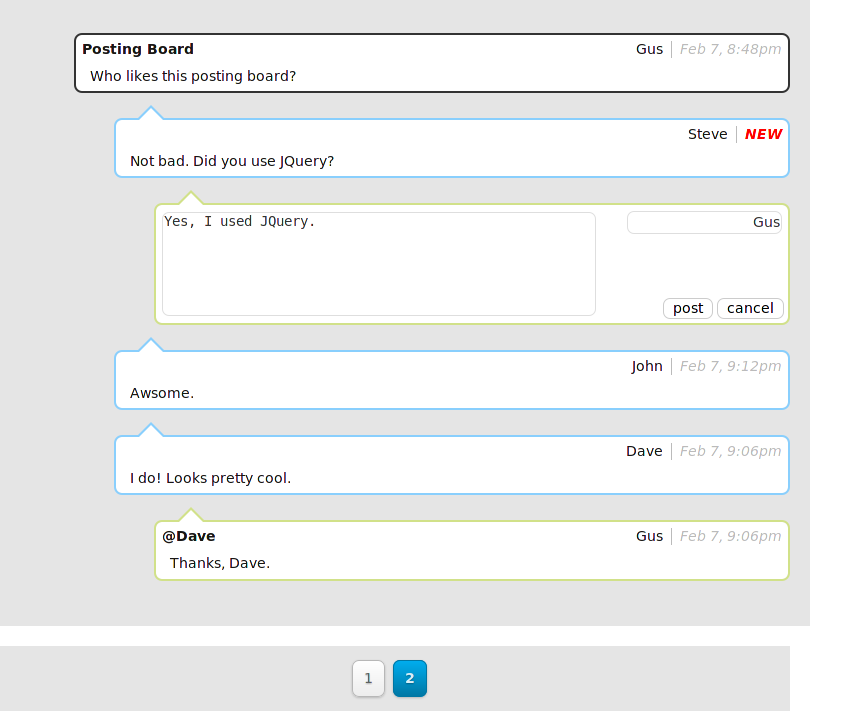 Posting Board Gus Feb 7, 8:48pm
Who likes this posting board?
Steve NEW
Not bad. Did you use JQuery?
Yes, I used JQuery. Gus
post cancel
John Feb 7, 9:12pm
Awsome.
Dave Feb 7, 9:06pm
I do! Looks pretty cool.
@Dave Gus Feb 7, 9:06pm
Thanks, Dave.
1 2